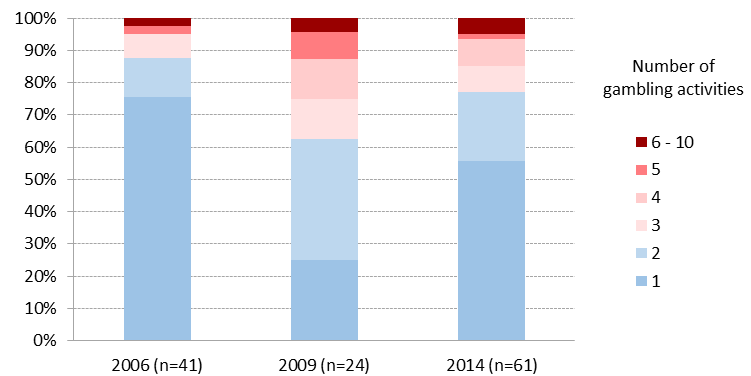 100%
90%
80%
70%
60%
50%
40%
30%
20%
10%
0%
2006 (n=41)
2009 (n=24)
2014 (n=61)
Number of
gambling activities
6 - 10
5
4
3
2
1